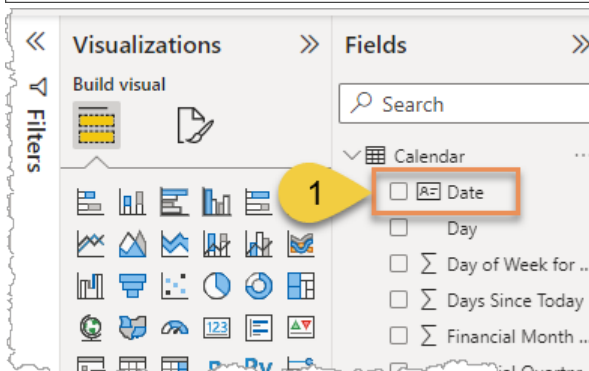 Visualizations
Fields
Build visual
Filters
Search
Calendar
1
Date
Day
Day of Week for ..
Days Since Today
123
Financial Month ...